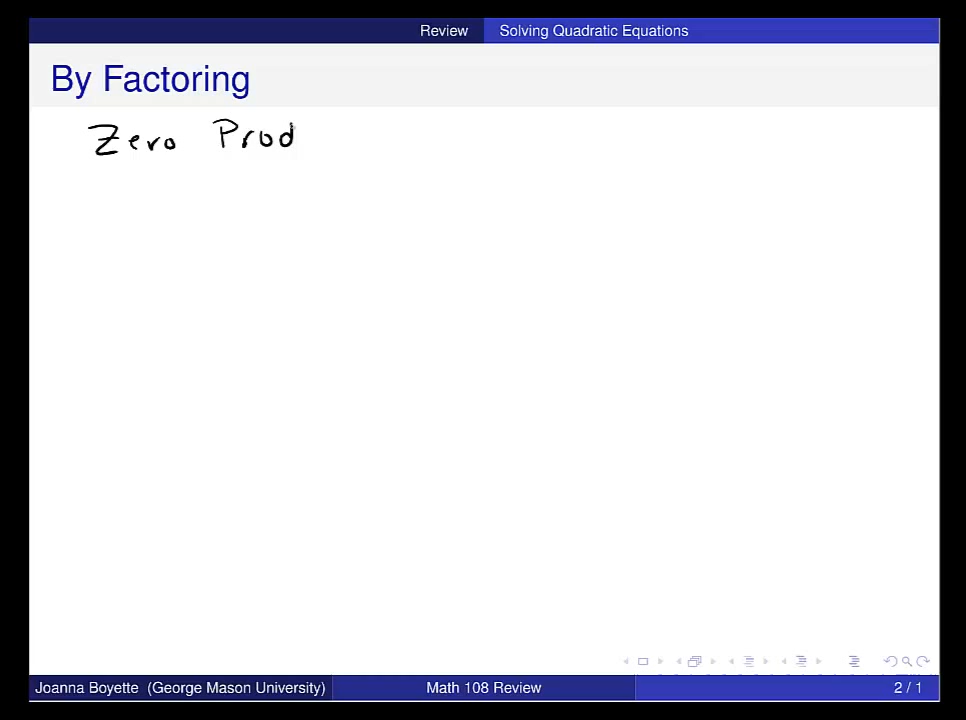 Review Solving Quadratic Equations
By Factoring
Zero Prod
Joanna Boyette (George Mason University) Math 108 Review 2 / 1